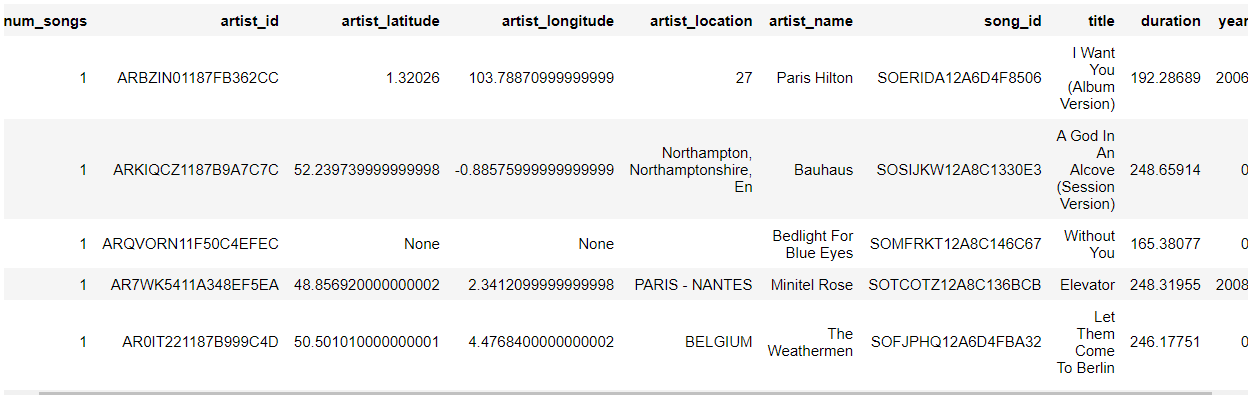 num_songs artist_id artist_latitude artist_longitude artist_location artist_name song_id title duration year
1 ARBZIN01187FB362CC 1.32026 103.78870999999999 27 Paris Hilton SOERIDA12A6D4F8506 I Want You (Album Version) 192.28689 2006
1 ARKIQCZ1187B9A7C7C 52.239739999999998 -0.88575999999999999 Northampton, Northamptonshire, En Bauhaus SOSIJKW12A8C1330E3 A God In An Alcove (Session Version) 248.65914 0
1 ARQVORN11F50C4EFEC None None Bedlight For Blue Eyes SOMFRKT12A8C146C67 Without You 165.38077 0
1 AR7WK5411A348EF5EA 48.856920000000002 2.3412099999999998 PARIS - NANTES Minitel Rose SOTCOTZ12A8C136BCB Elevator 248.31955 2008
1 AR0IT221187B999C4D 50.501010000000001 4.4768400000000002 BELGIUM The Weathermen SOFJPHQ12A6D4FBA32 Let Them Come To Berlin 246.17751 0